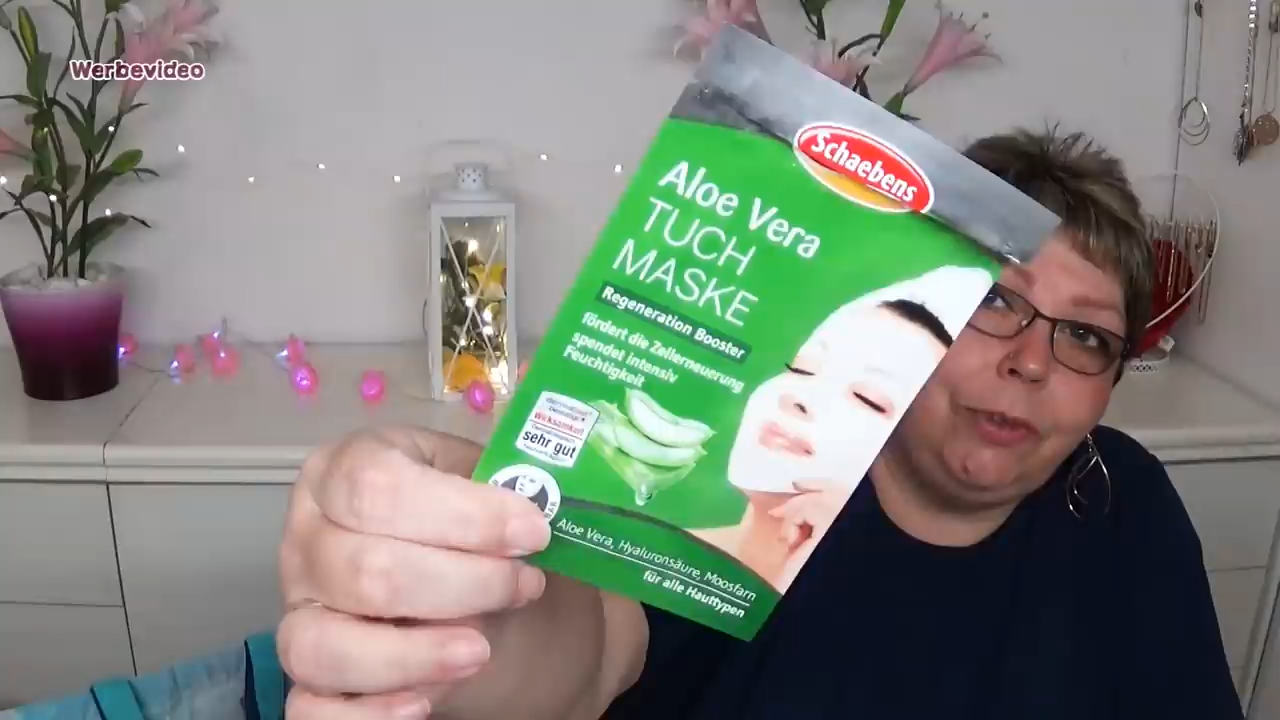 Werbevideo
Schaebens
Aloe Vera
TUCH
MASKE
Regeneration Booster
fördert die Zellerneuerung
spendet intensiv
Feuchtigkeit
Wirksamkeit
sehr gut
Aloe Vera, Hyaluronsäure, Moosfarn
für alle Hauttypen